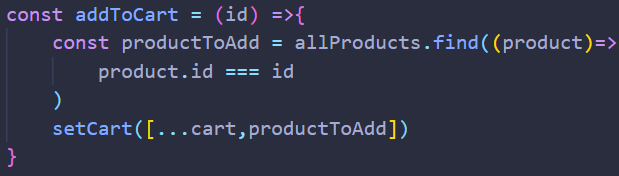 const addToCart = (id) =>{
    const productToAdd = allProducts.find((product)=>
        product.id === id
    )
    setCart([...cart,productToAdd])
}